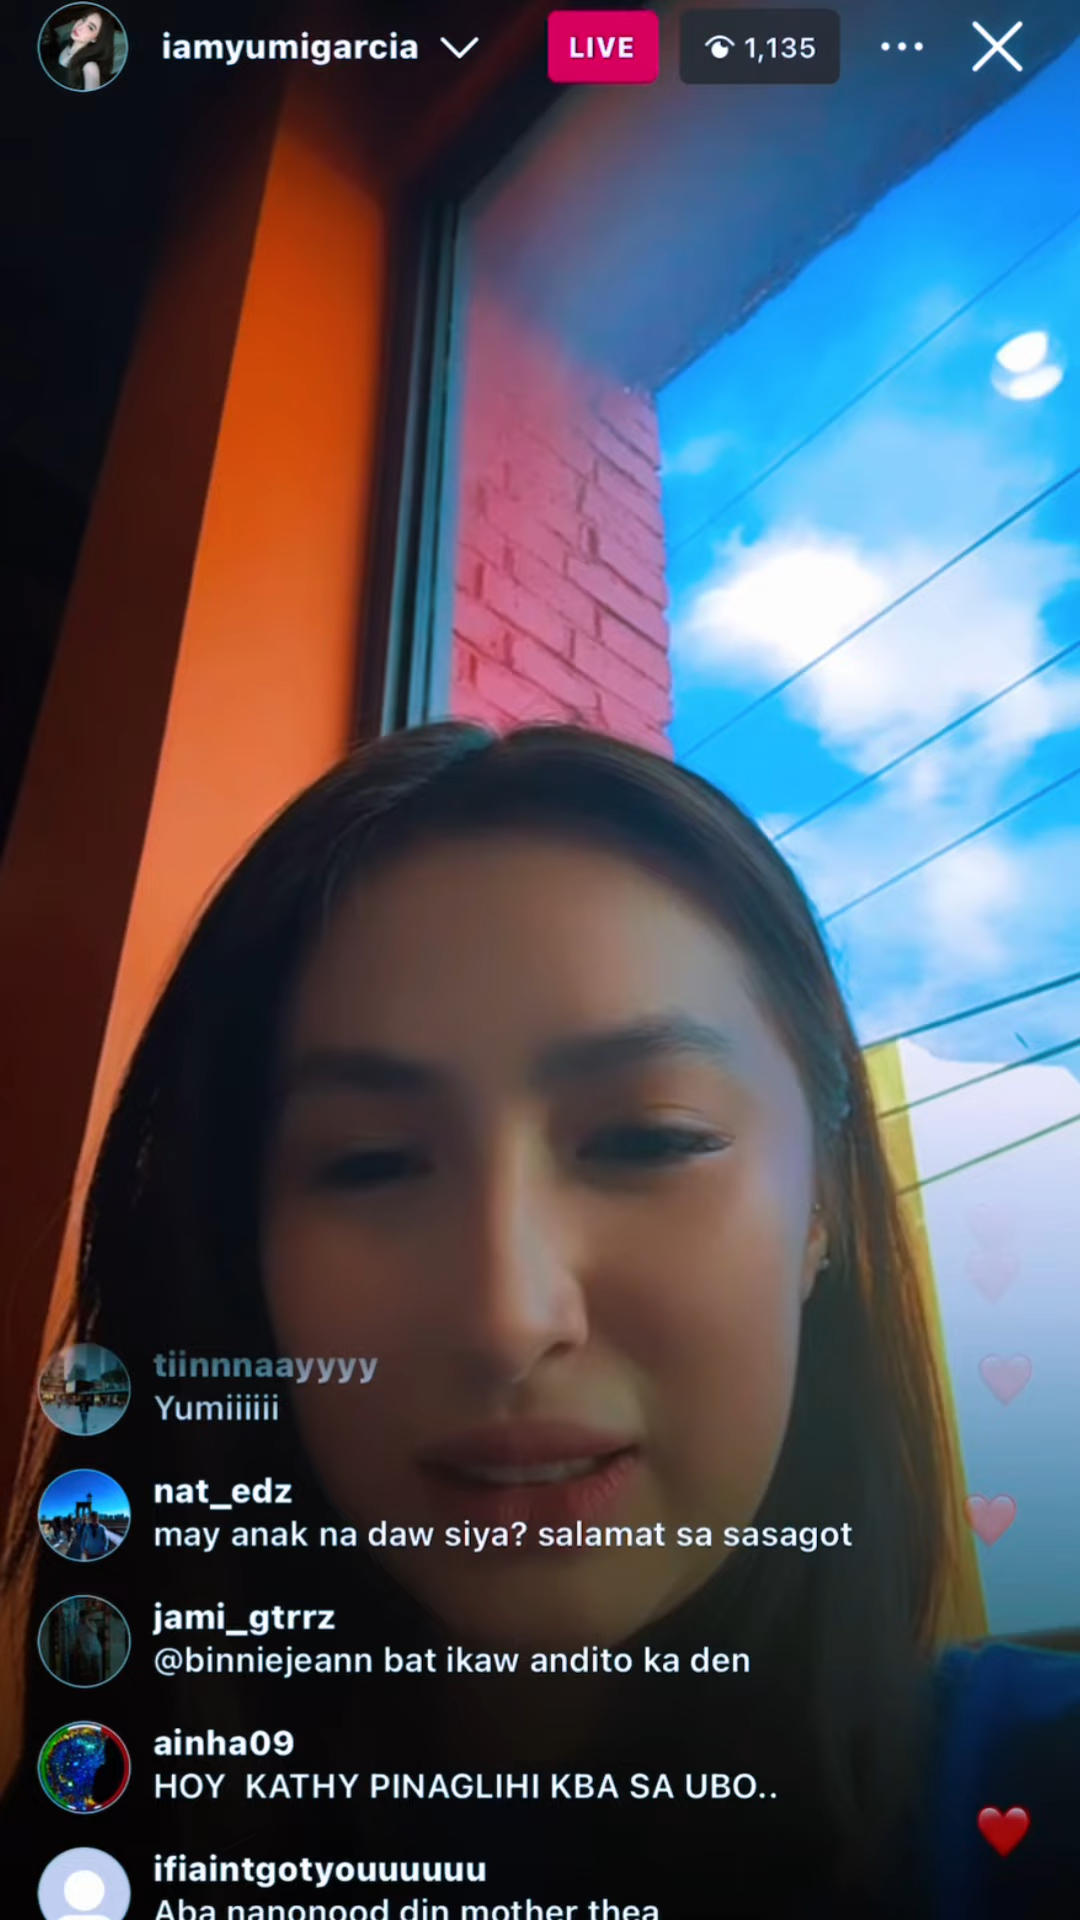 iamyumigarcia
LIVE
1,135
tiinnnaayyyy
Yumiiiiii
nat_edz
may anak na daw siya? salamat sa sasagot
jami_gtrrz
@binniejeann bat ikaw andito ka den
ainha09
HOY KATHY PINAGLIHI KBA SA UBO..
ifiaintgotyouuuuuu
Aba nanonood din mother thea